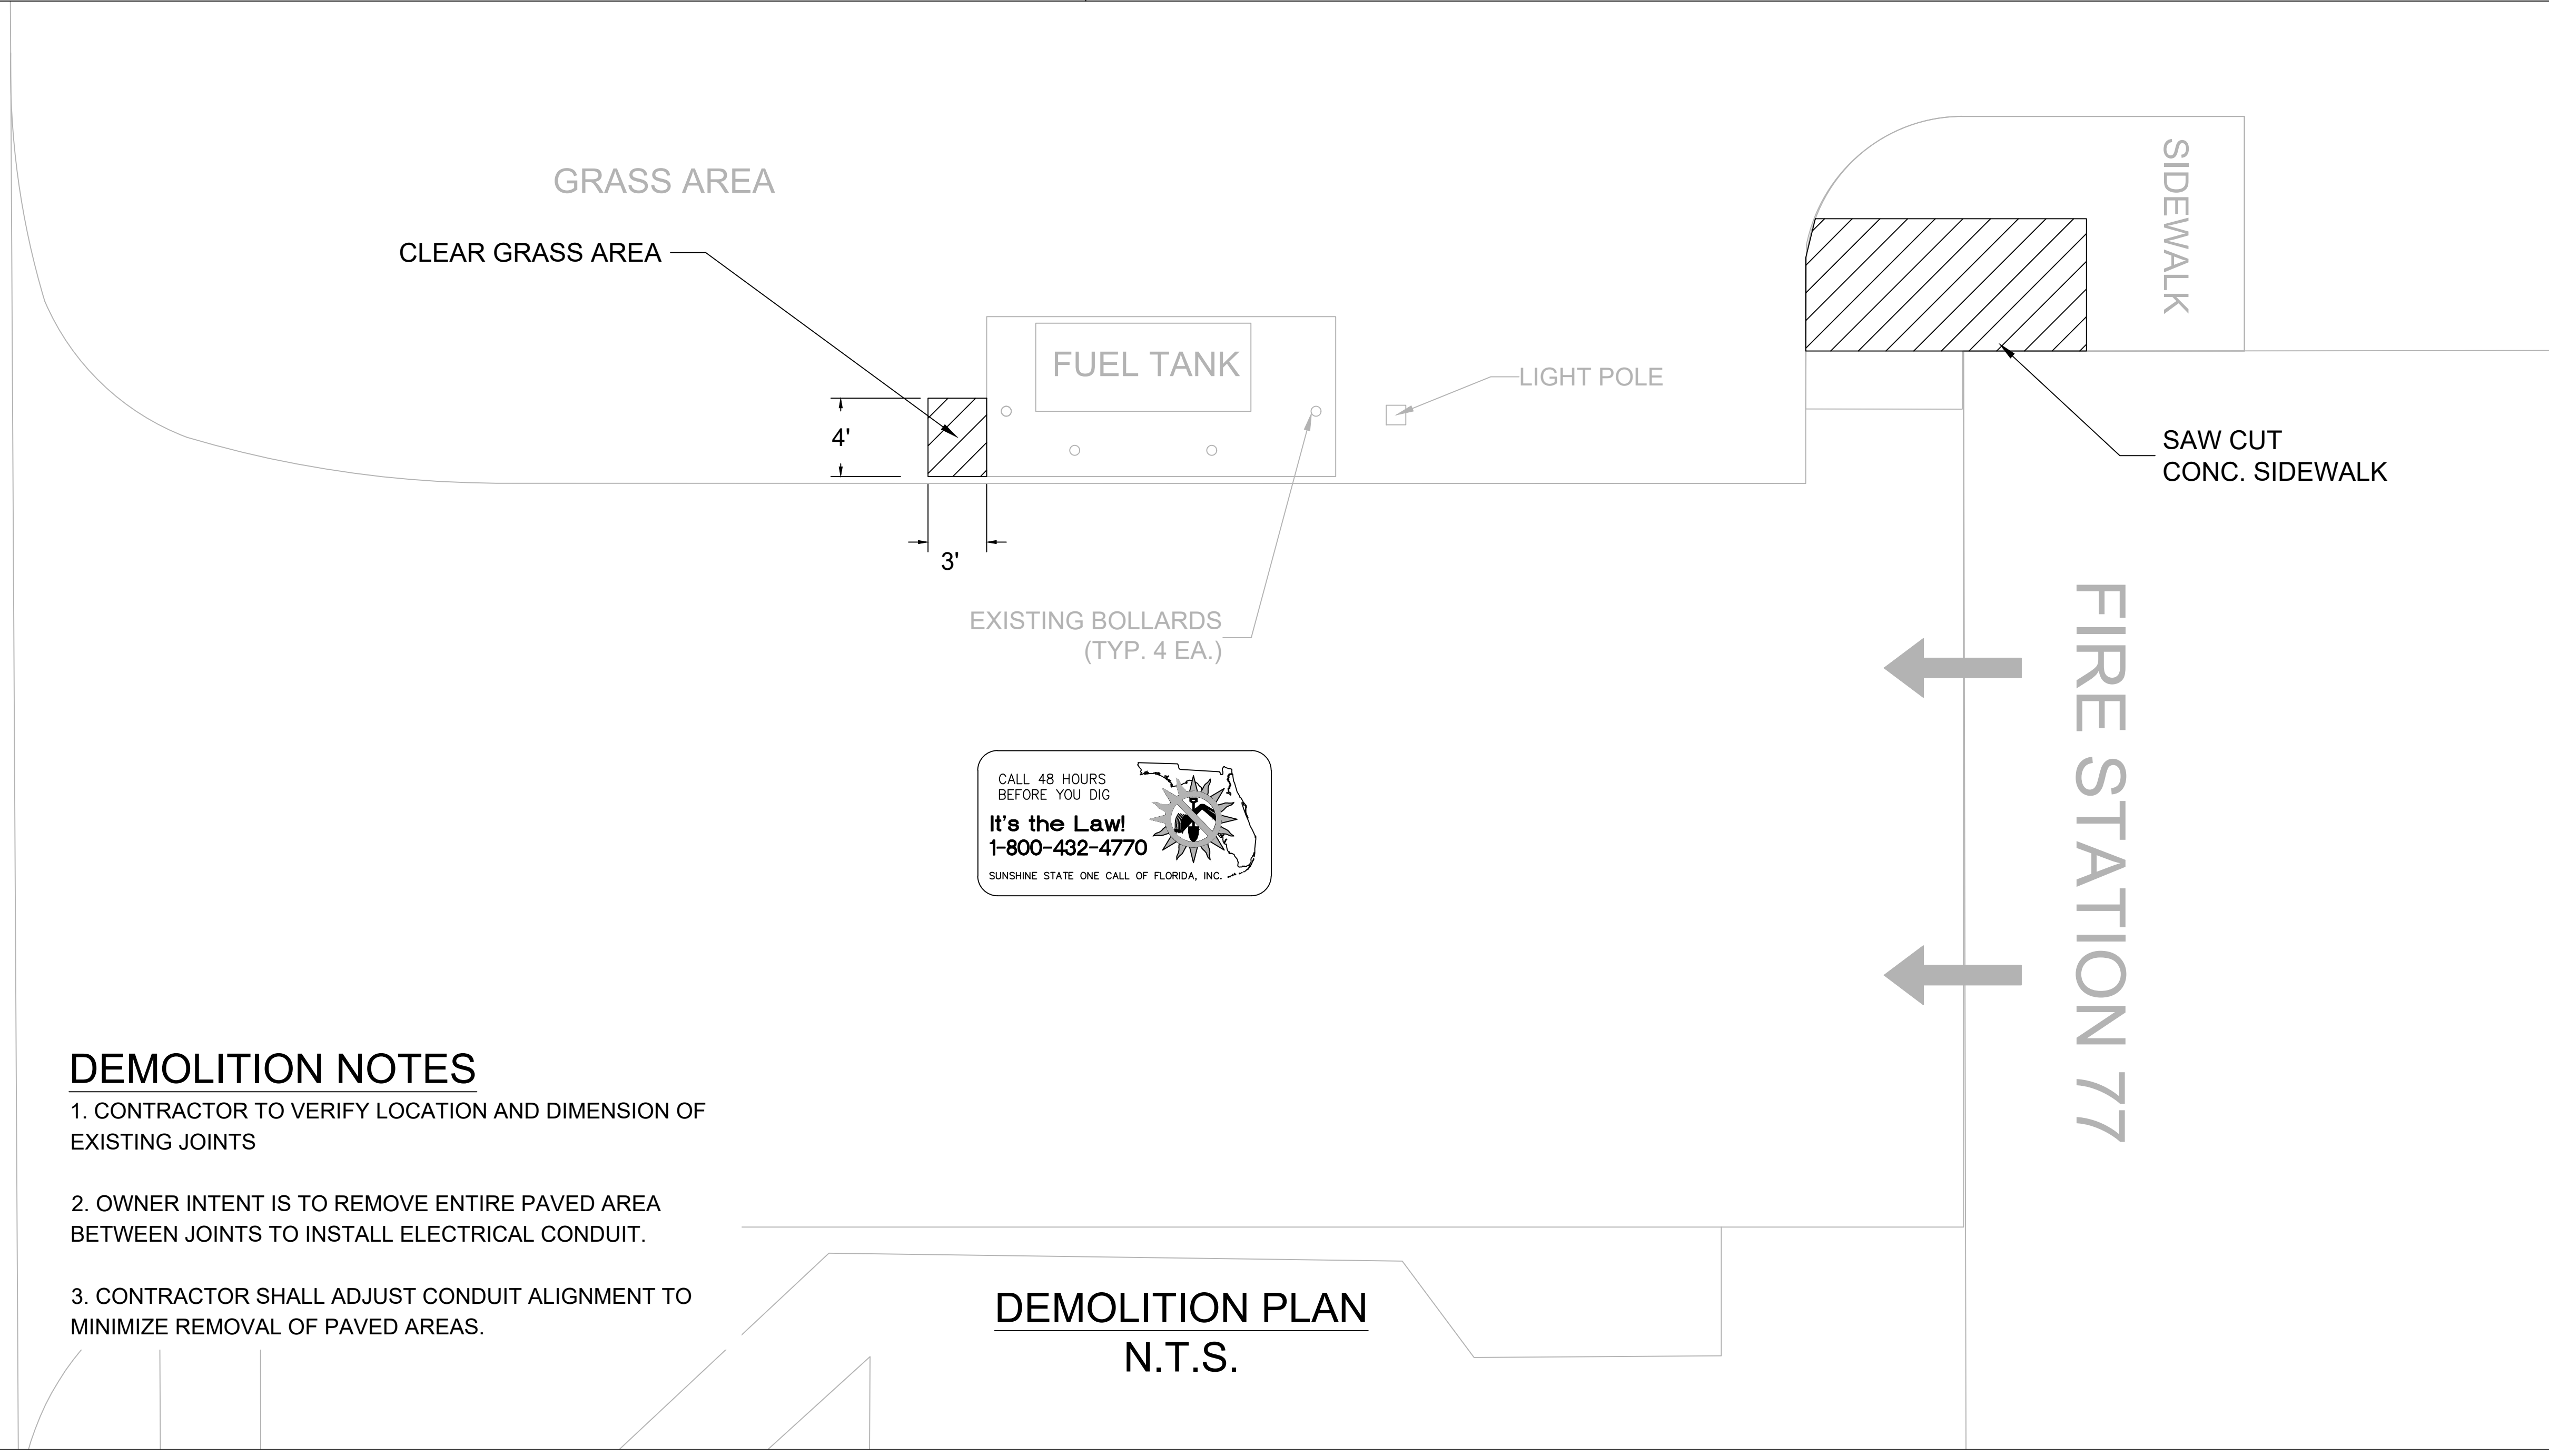 GRASS AREA
CLEAR GRASS AREA
SIDEWALK
FUEL TANK
LIGHT POLE
4'
SAW CUT
CONC. SIDEWALK
3'
EXISTING BOLLARDS
(TYP. 4 EA.)
FIRE STATION 77
CALL 48 HOURS
BEFORE YOU DIG
It's the Law!
1-800-432-4770
SUNSHINE STATE ONE CALL OF FLORIDA, INC.
DEMOLITION NOTES
1. CONTRACTOR TO VERIFY LOCATION AND DIMENSION OF
EXISTING JOINTS
2. OWNER INTENT IS TO REMOVE ENTIRE PAVED AREA
BETWEEN JOINTS TO INSTALL ELECTRICAL CONDUIT.
3. CONTRACTOR SHALL ADJUST CONDUIT ALIGNMENT TO
MINIMIZE REMOVAL OF PAVED AREAS.
DEMOLITION PLAN
N.T.S.